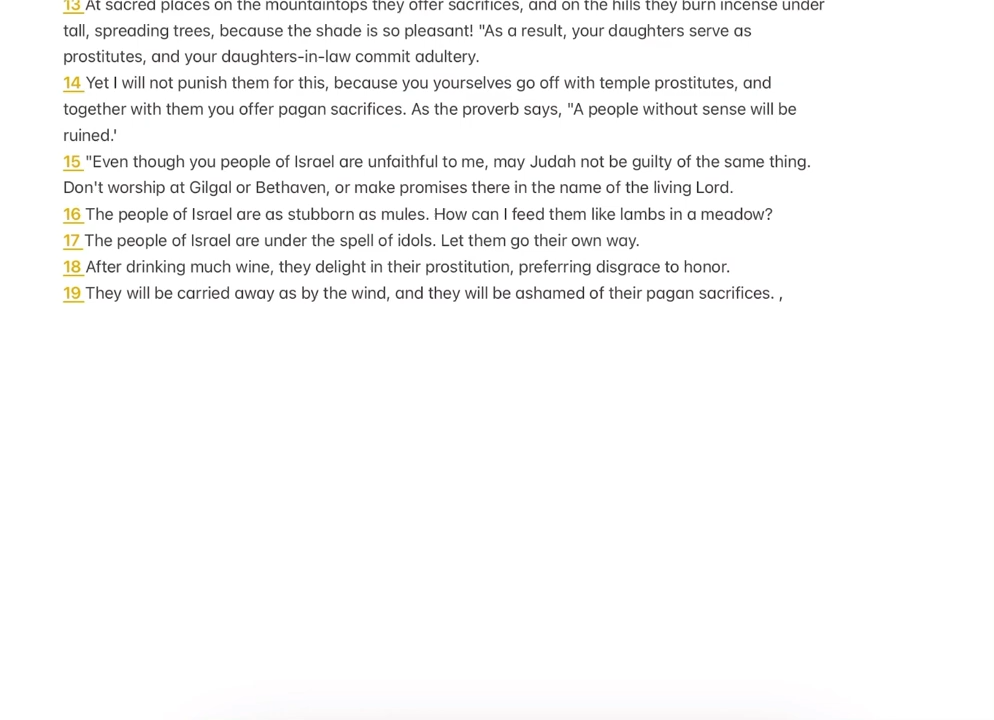 13 At sacred places on the mountaintops they offer sacrifices, and on the hills they burn incense under
tall, spreading trees, because the shade is so pleasant! "As a result, your daughters serve as
prostitutes, and your daughters-in-law commit adultery.
14 Yet I will not punish them for this, because you yourselves go off with temple prostitutes, and
together with them you offer pagan sacrifices. As the proverb says, "A people without sense will be
ruined.'
15 "Even though you people of Israel are unfaithful to me, may Judah not be guilty of the same thing.
Don't worship at Gilgal or Bethaven, or make promises there in the name of the living Lord.
16 The people of Israel are as stubborn as mules. How can I feed them like lambs in a meadow?
17 The people of Israel are under the spell of idols. Let them go their own way.
18 After drinking much wine, they delight in their prostitution, preferring disgrace to honor.
19 They will be carried away as by the wind, and they will be ashamed of their pagan sacrifices. ,